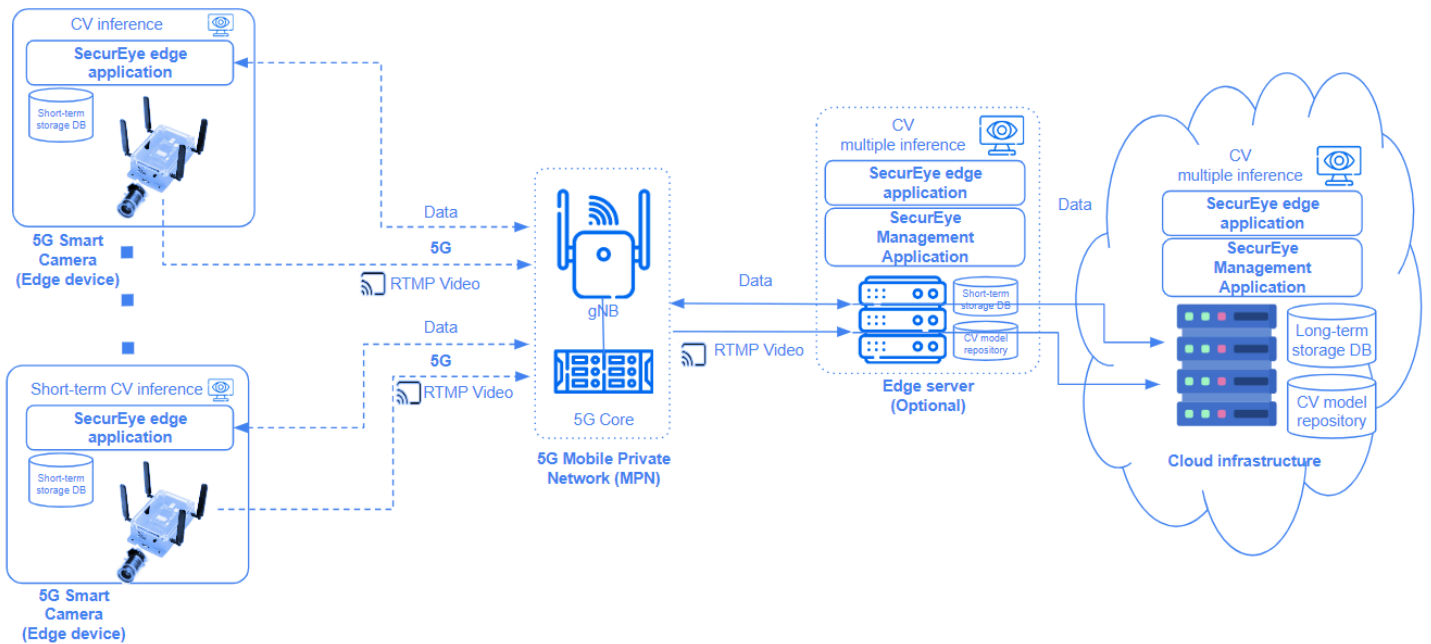 CV inference
SecurEye edge
application
Short-term
storage DB
5G Smart
Camera
(Edge device)
Data
5G
RTMP Video
Data
5G
RTMP Video
Short-term CV inference
SecurEye edge
application
Short-term
storage DB
5G Smart
Camera
(Edge device)
gNB
5G Core
5G Mobile Private
Network (MPN)
Data
RTMP Video
CV
multiple inference
SecurEye edge
application
SecurEye
Management
Application
Short-term
storage DB
CV model
repository
Edge server
(Optional)
Data
CV
multiple inference
SecurEye edge
application
SecurEye
Management
Application
Long-term
storage DB
CV model
repository
Cloud infrastructure